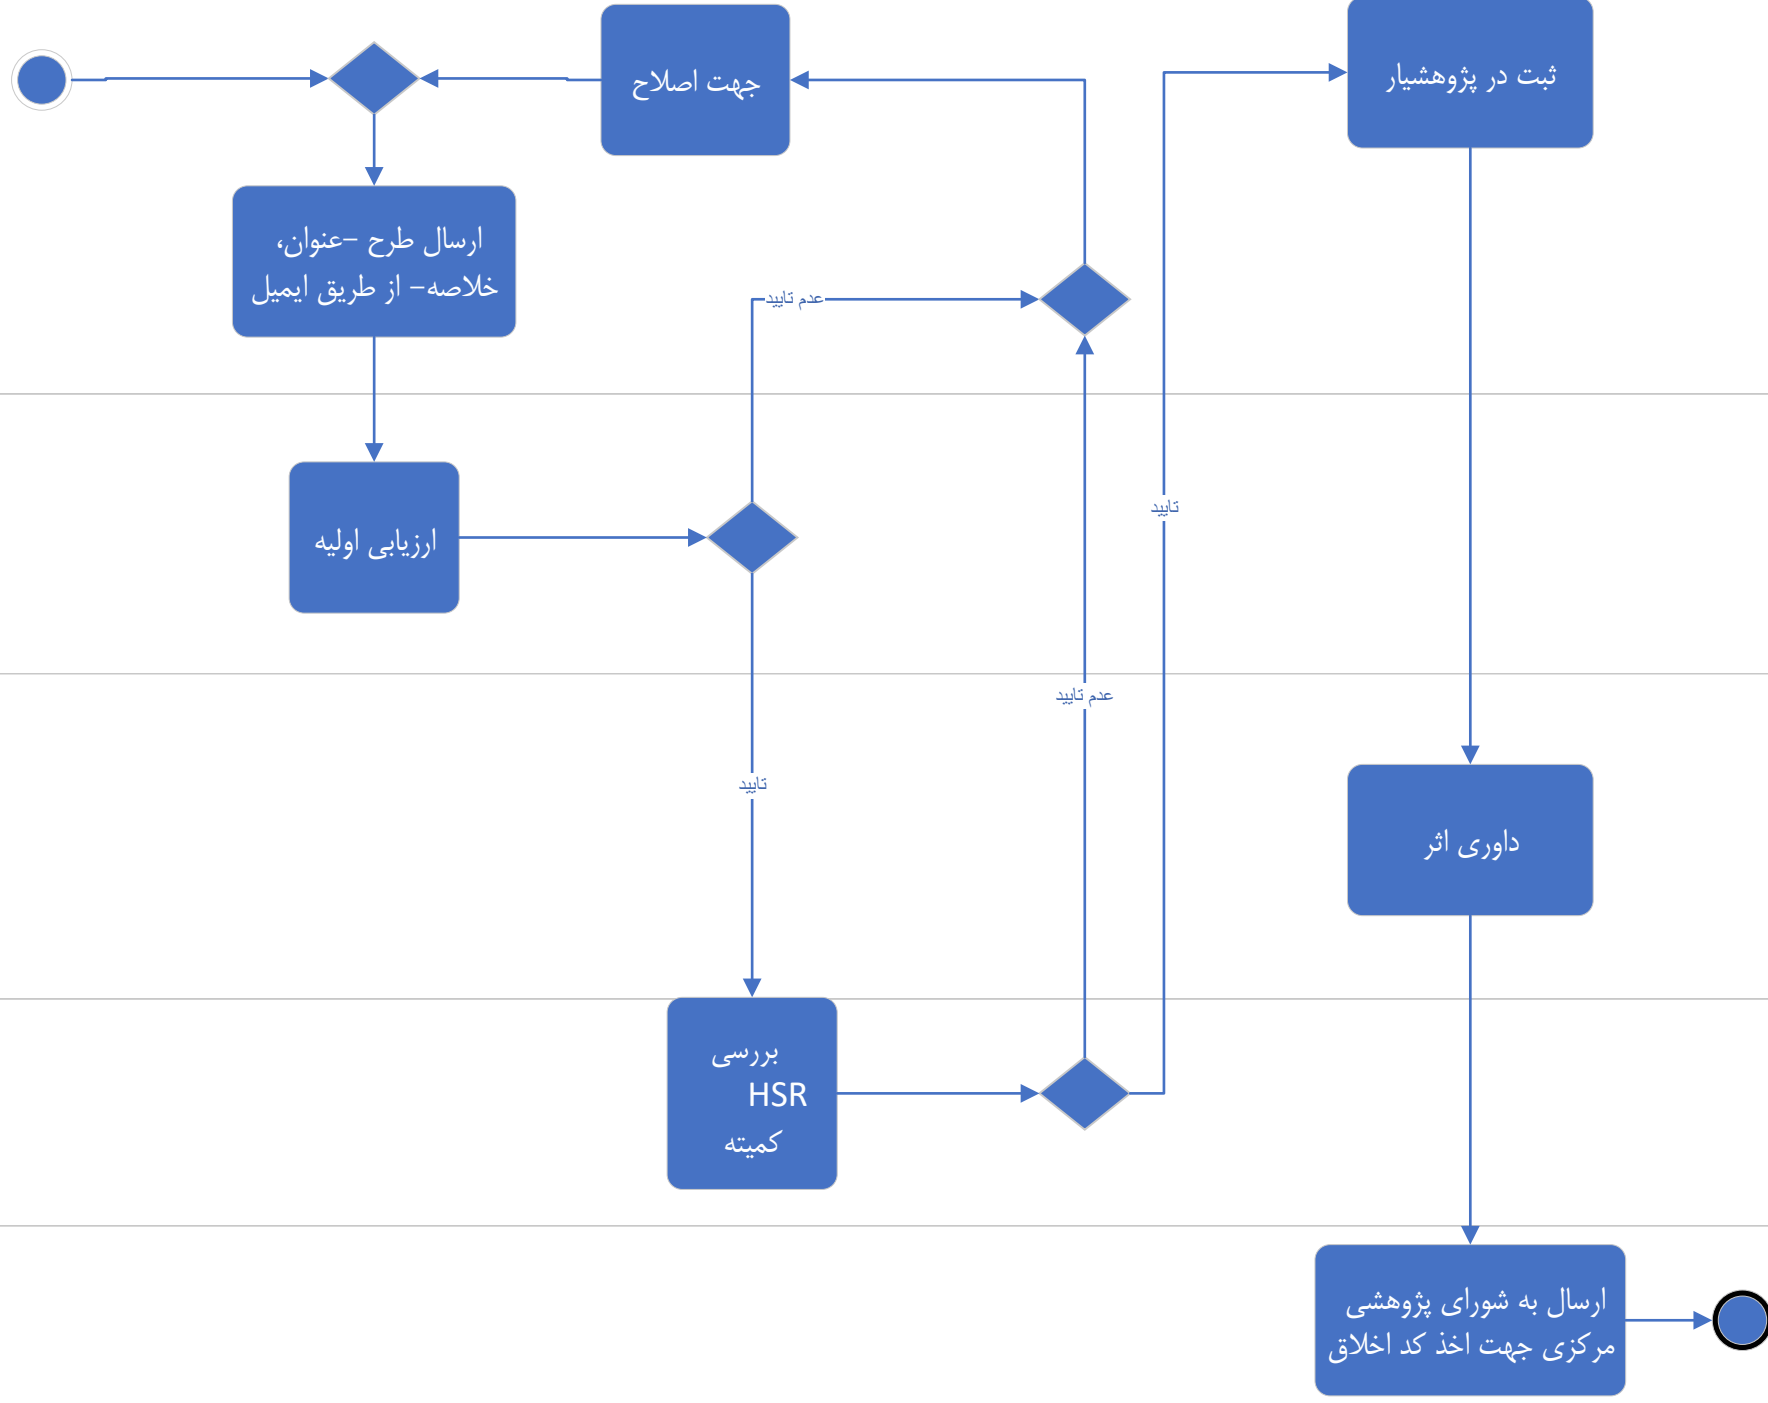 جهت اصلاح
ثبت در پژوهشیار
ارسال طرح -عنوان،
خلاصه- از طریق ایمیل
عدم تایید
تایید
ارزیابی اولیه
عدم تایید
تایید
داوری اثر
بررسی
HSR
کمیته
ارسال به شورای پژوهشی
مرکزی جهت اخذ کد اخلاق